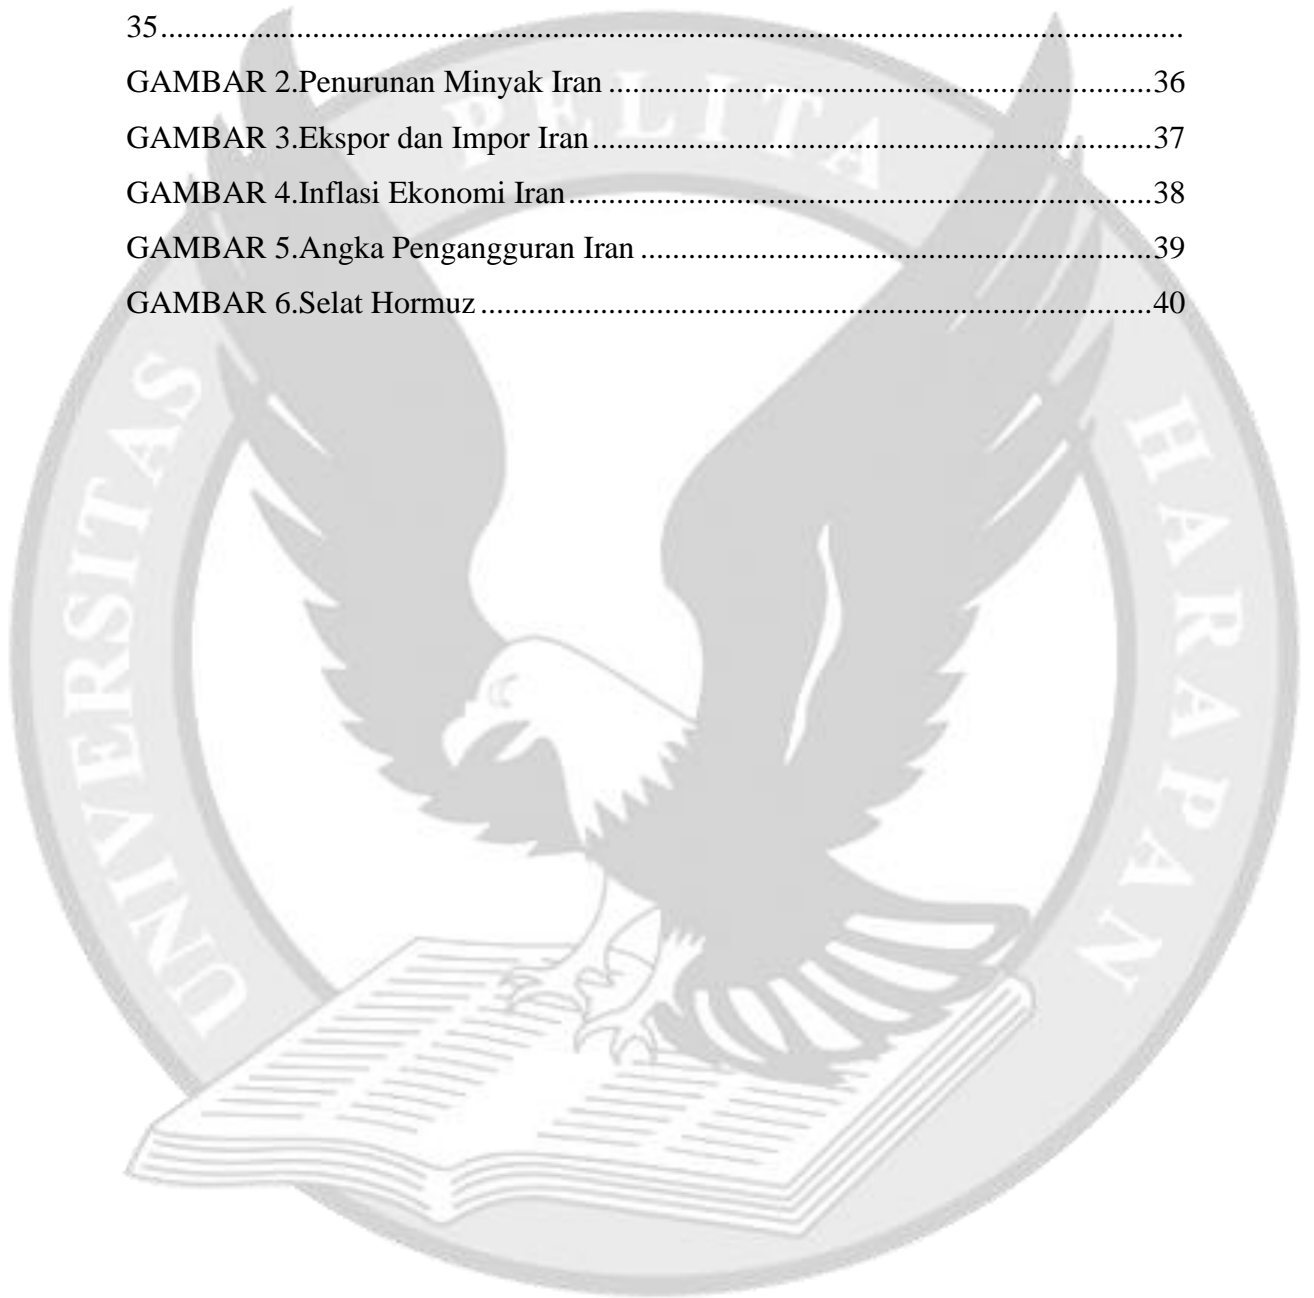 35.................................................................................................................................
GAMBAR 2.Penurunan Minyak Iran ....................................................................36
GAMBAR 3.Ekspor dan Impor Iran......................................................................37
GAMBAR 4.Inflasi Ekonomi Iran.........................................................................38
GAMBAR 5.Angka Pengangguran Iran ................................................................39
GAMBAR 6.Selat Hormuz ....................................................................................40
UNIVERSITAS PELITA HARAPAN